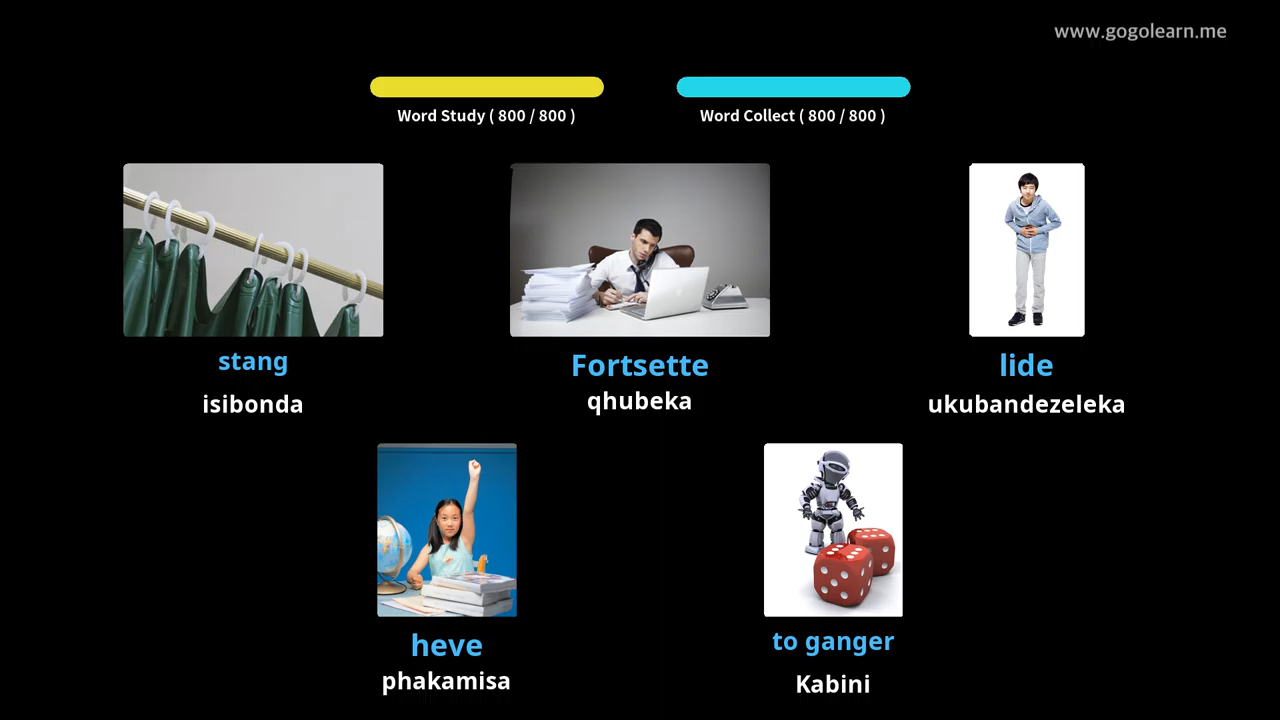 www.gogolearn.me
Word Study ( 800 / 800 )
Word Collect ( 800 / 800 )
stang
Fortsette
lide
isibonda
qhubeka
ukubandezeleka
heve
to ganger
phakamisa
Kabini